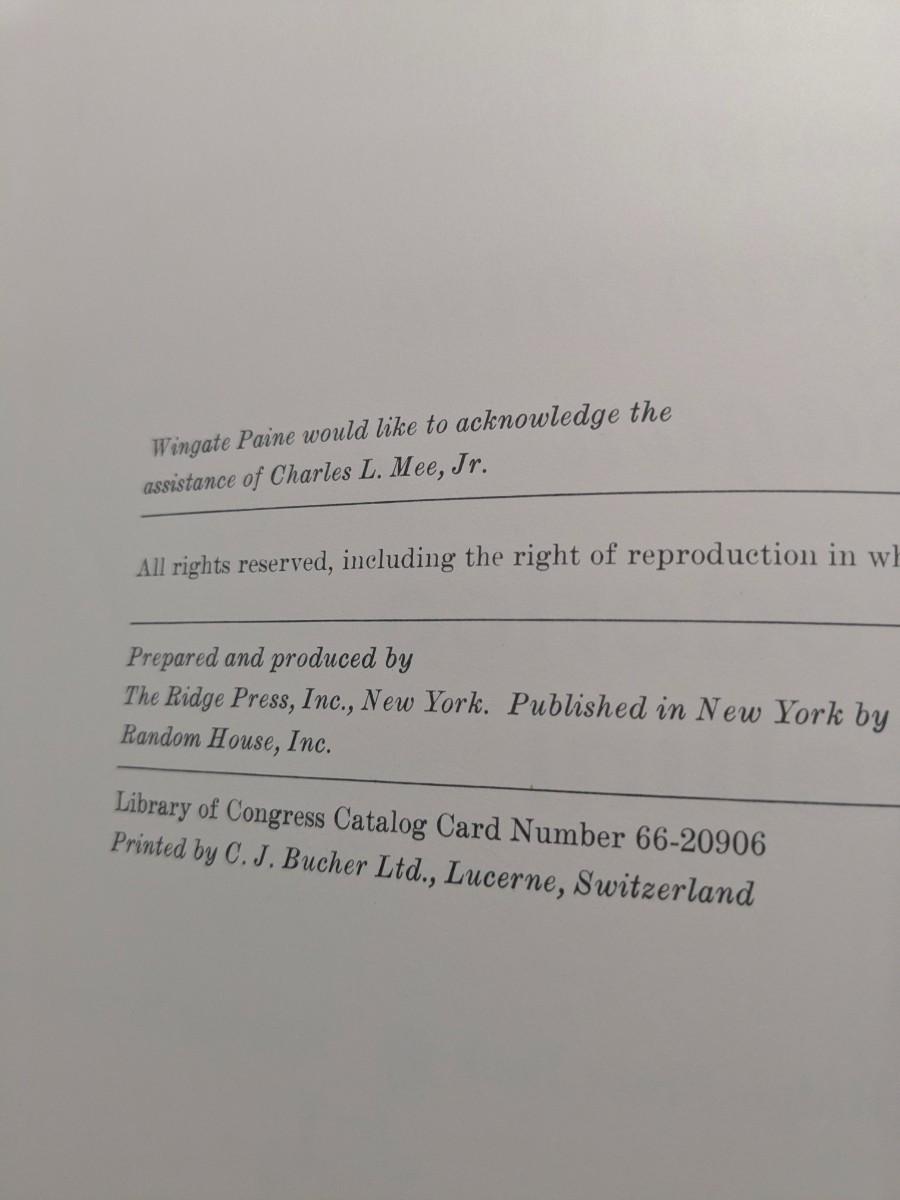 Wingate Paine would like to acknowledge the
assistance of Charles L. Mee, Jr.
All rights reserved, including the right of reproduction in wh
Prepared and produced by
The Ridge Press, Inc., New York. Published in New York by
Random House, Inc.
Library of Congress Catalog Card Number 66-20906
Printed by C. J. Bucher Ltd., Lucerne, Switzerland